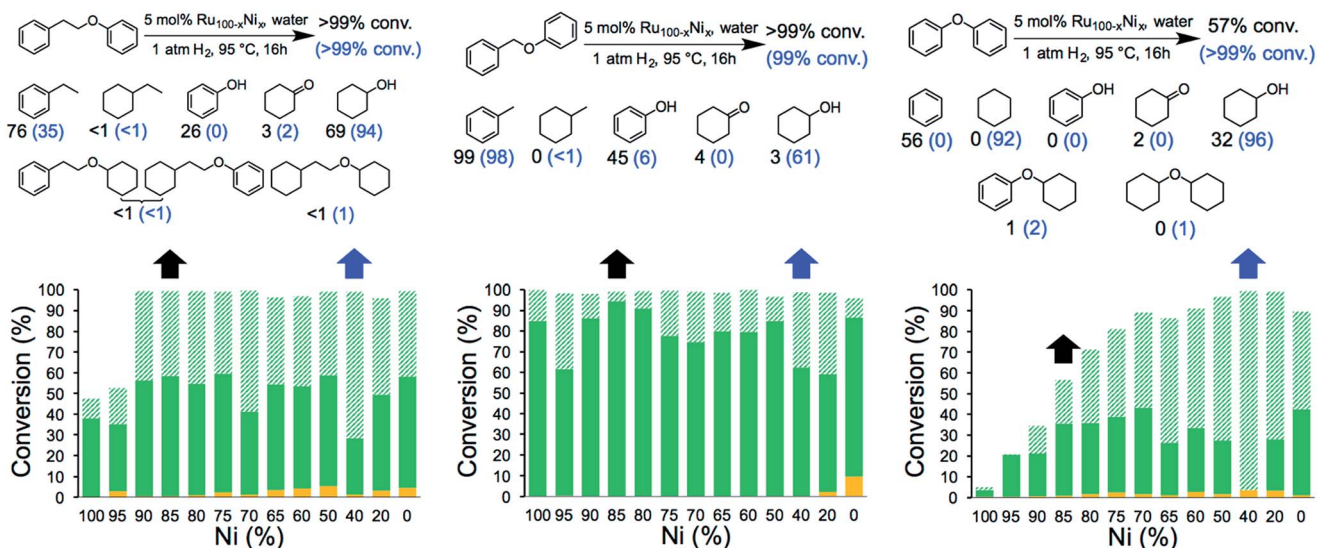 5 mol% Ru100-xNix, water
1 atm H2, 95 °C, 16h
>99% conv.
(>99% conv.)
OH
O
OH
76 (35)
<1 (<1)
26 (0)
3 (2)
69 (94)
O
O
O
<1 (<1)
<1 (1)
O
5 mol% Ru100-xNix, water
1 atm H2, 95 °C, 16h
>99% conv.
(99% conv.)
O
OH
O
OH
99 (98)
0 (<1)
45 (6)
4 (0)
3 (61)
O
5 mol% Ru100-xNix, water
1 atm H2, 95 °C, 16h
57% conv.
(>99% conv.)
O
OH
O
OH
56 (0)
0 (92)
0 (0)
2 (0)
32 (96)
O
O
1 (2)
0 (1)
Conversion (%)
100
90
80
70
60
50
40
30
20
10
0
100 95 90 85 80 75 70 65 60 50 40 20 0
Conversion (%)
100
90
80
70
60
50
40
30
20
10
0
100 95 90 85 80 75 70 65 60 50 40 20 0
Ni (%)
Conversion (%)
100
90
80
70
60
50
40
30
20
10
0
100 95 90 85 80 75 70 65 60 50 40 20 0
Ni (%)
Ni (%)